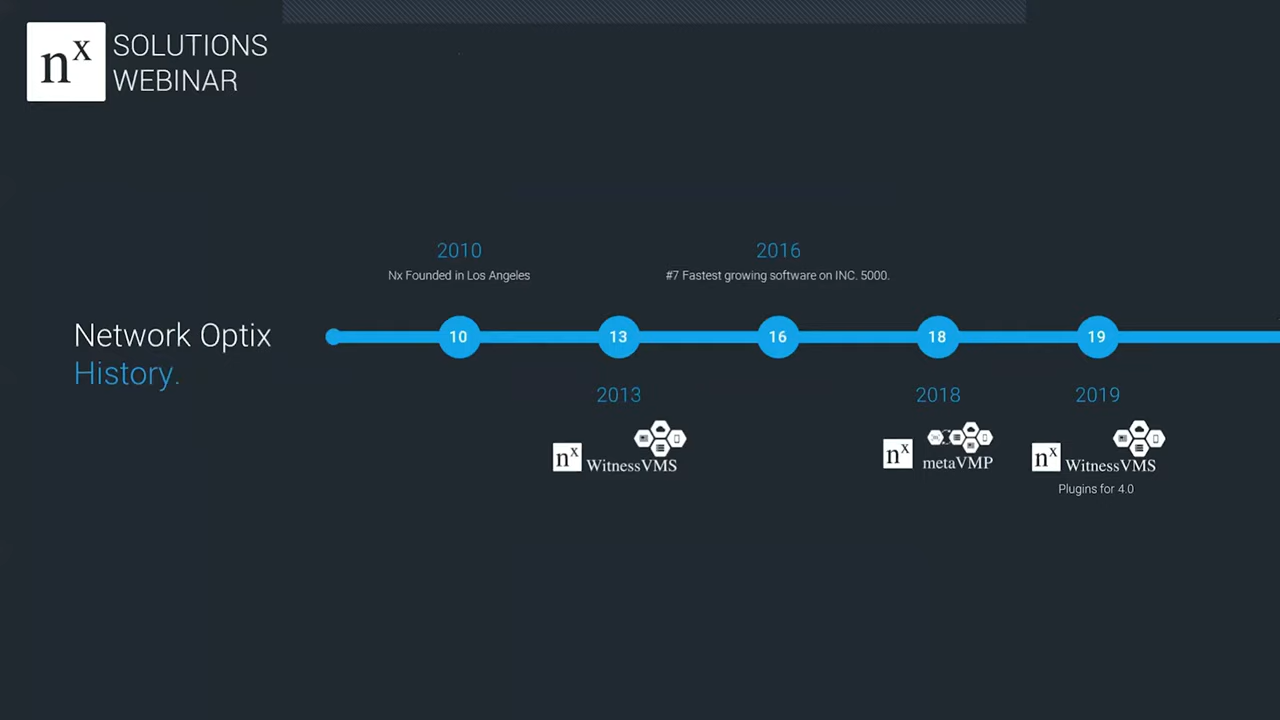 nx
SOLUTIONS
WEBINAR
2010
Nx Founded in Los Angeles
2016
#7 Fastest growing software on INC. 5000.
Network Optix
History.
10
13
16
18
19
2013
nx WitnessVMS
2018
nx metaVMP
2019
nx WitnessVMS
Plugins for 4.0